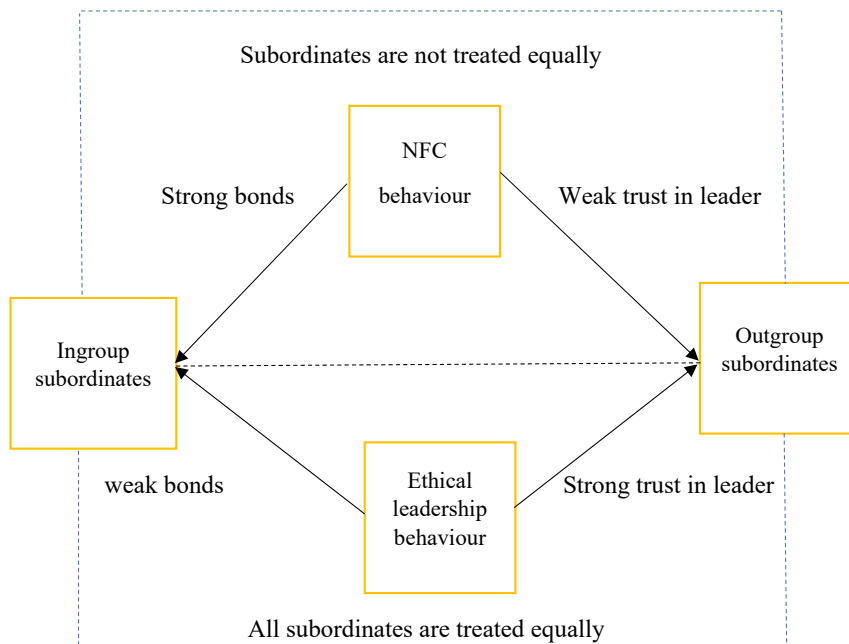 Subordinates are not treated equally
NFC
behaviour
Strong bonds
Weak trust in leader
Ingroup
subordinates
Outgroup
subordinates
weak bonds
Ethical
leadership
behaviour
Strong trust in leader
All subordinates are treated equally